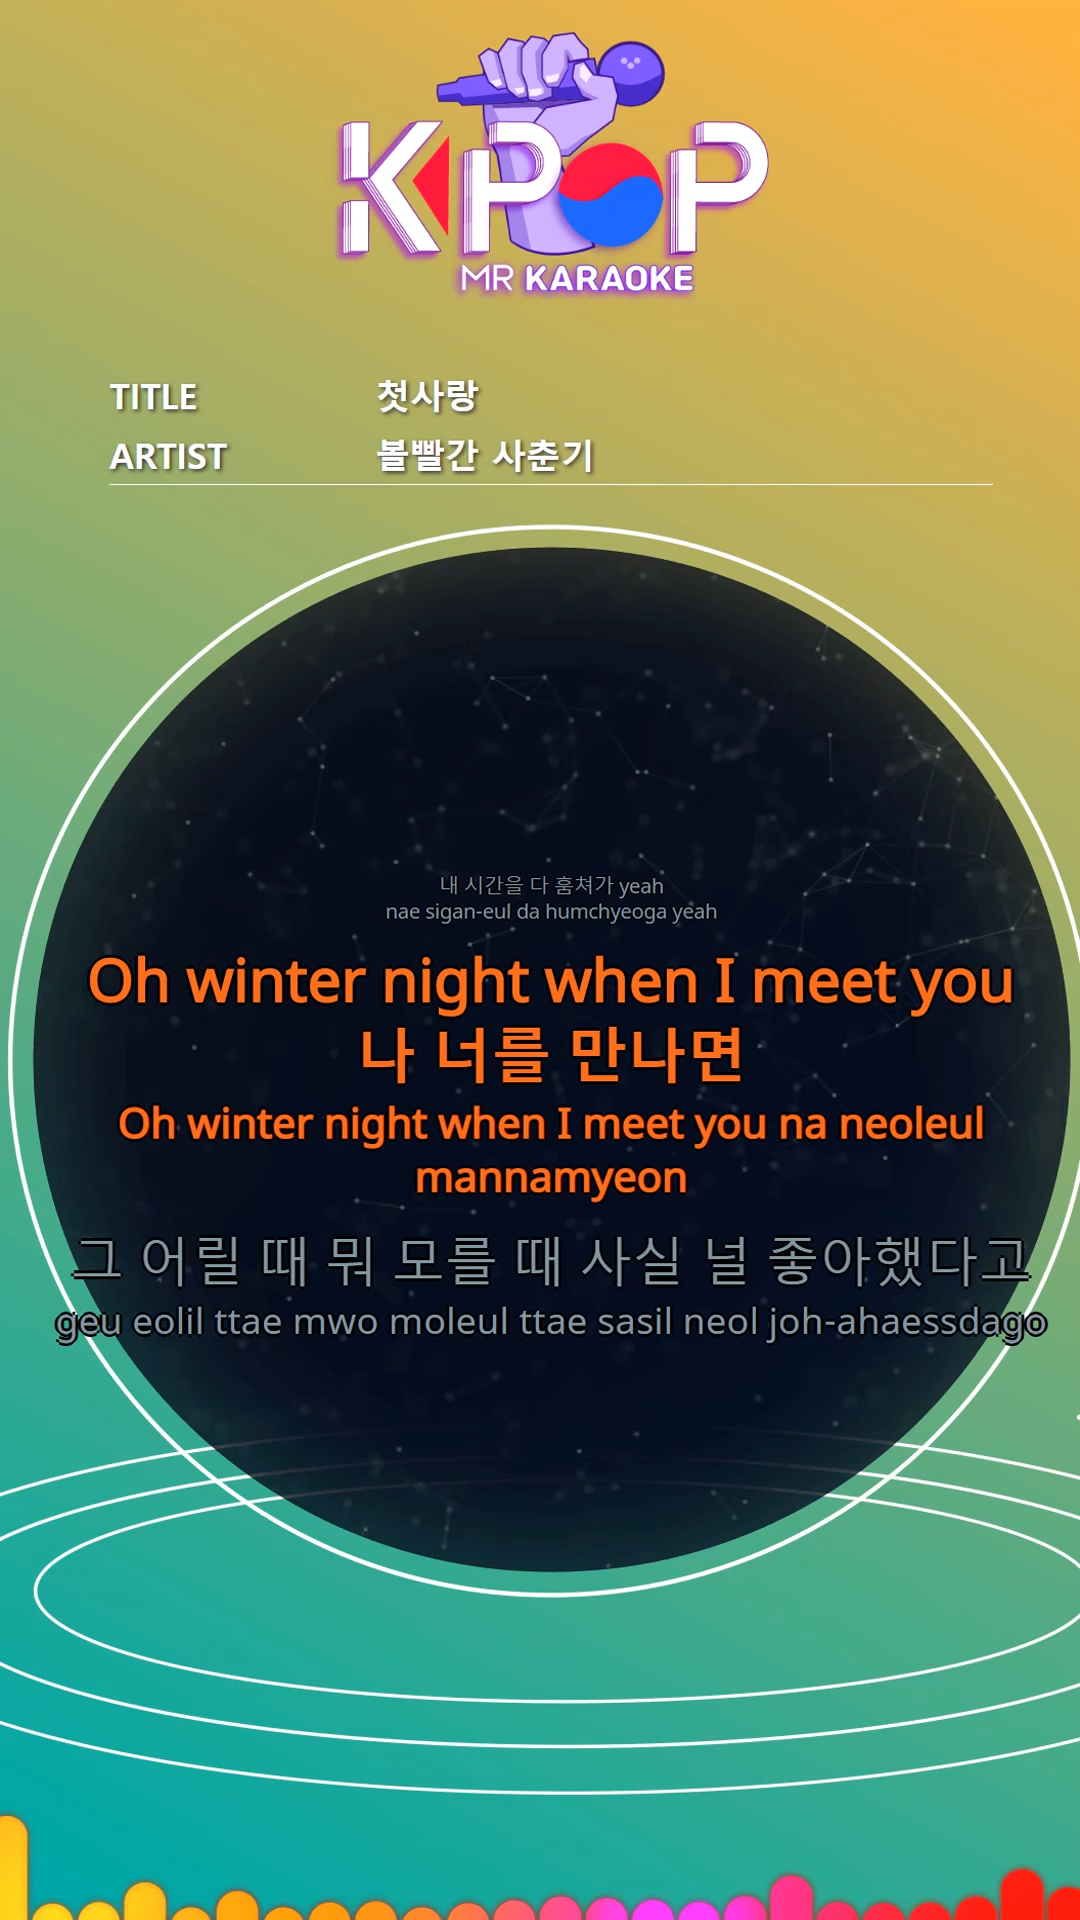 KPOP
MR KARAOKE
TITLE 첫사랑
ARTIST 볼빨간 사춘기
내 시간을 다 훔쳐가 yeah
nae sigan-eul da humchyeoga yeah
Oh winter night when I meet you
나 너를 만나면
Oh winter night when I meet you na neoleul
mannamyeon
그 어릴 때 뭐 모를 때 사실 널 좋아했다고
geu eolil ttae mwo moleul ttae sasil neol joh-ahaessdago